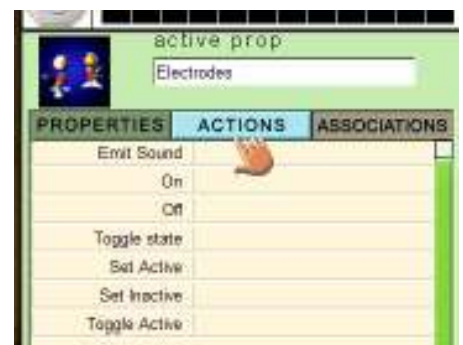 active prop
Electrodes
PROPERTIES ACTIONS ASSOCIATIONS
Emit Sound
On
Off
Toggle state
Set Active
Set Inactive
Toggle Active